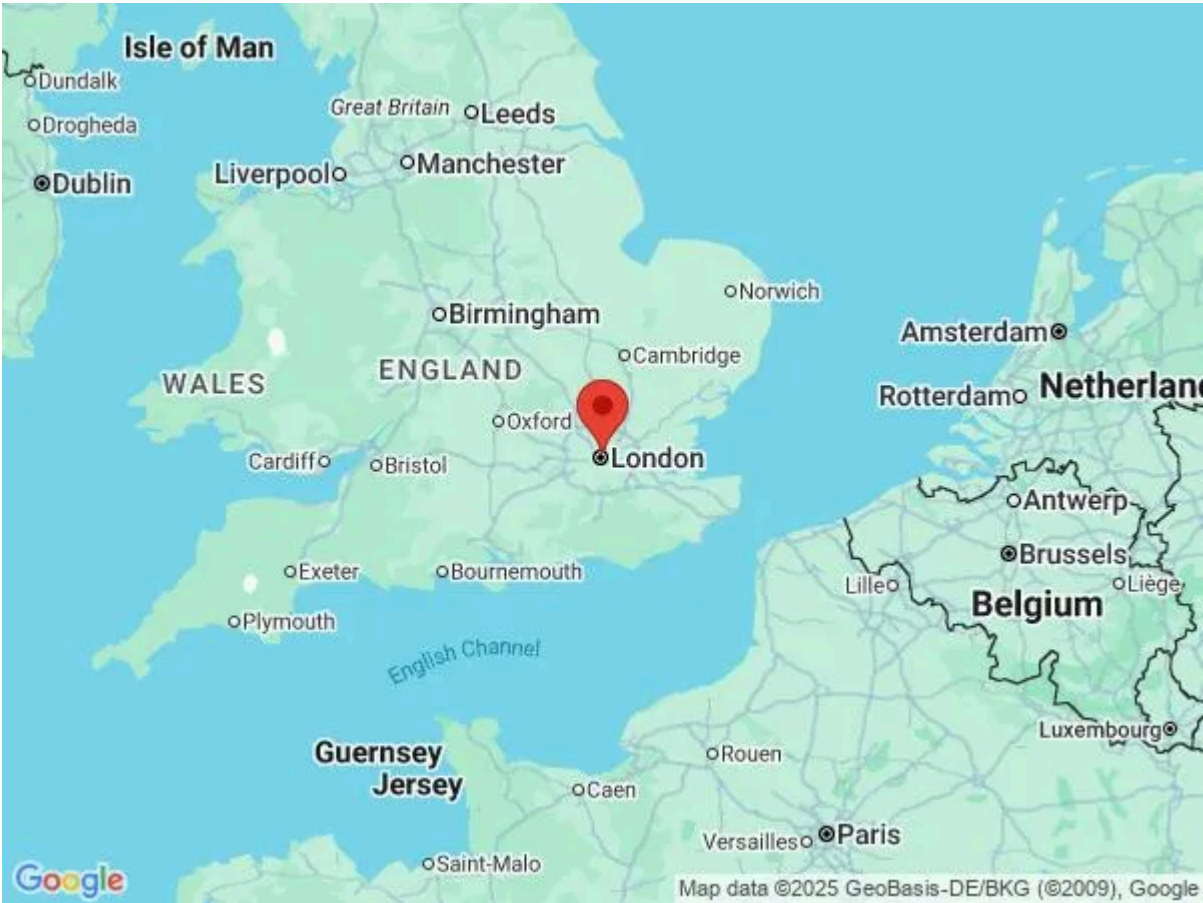 Isle of Man
Dundalk
Great Britain
Leeds
Drogheda
Manchester
Liverpool
Dublin
Norwich
Birmingham
Amsterdam
Cambridge
ENGLAND
WALES
Netherlan
Rotterdam
Oxford
London
Cardiff
Bristol
Antwerp
Brussels
Exeter
Bournemouth
Lille
Liège
Belgium
Plymouth
English Channel
Luxembourg
Guernsey
Rouen
Jersey
Caen
Paris
Versailles
Saint-Malo
Google
Map data ©2025 GeoBasis-DE/BKG (©2009), Google